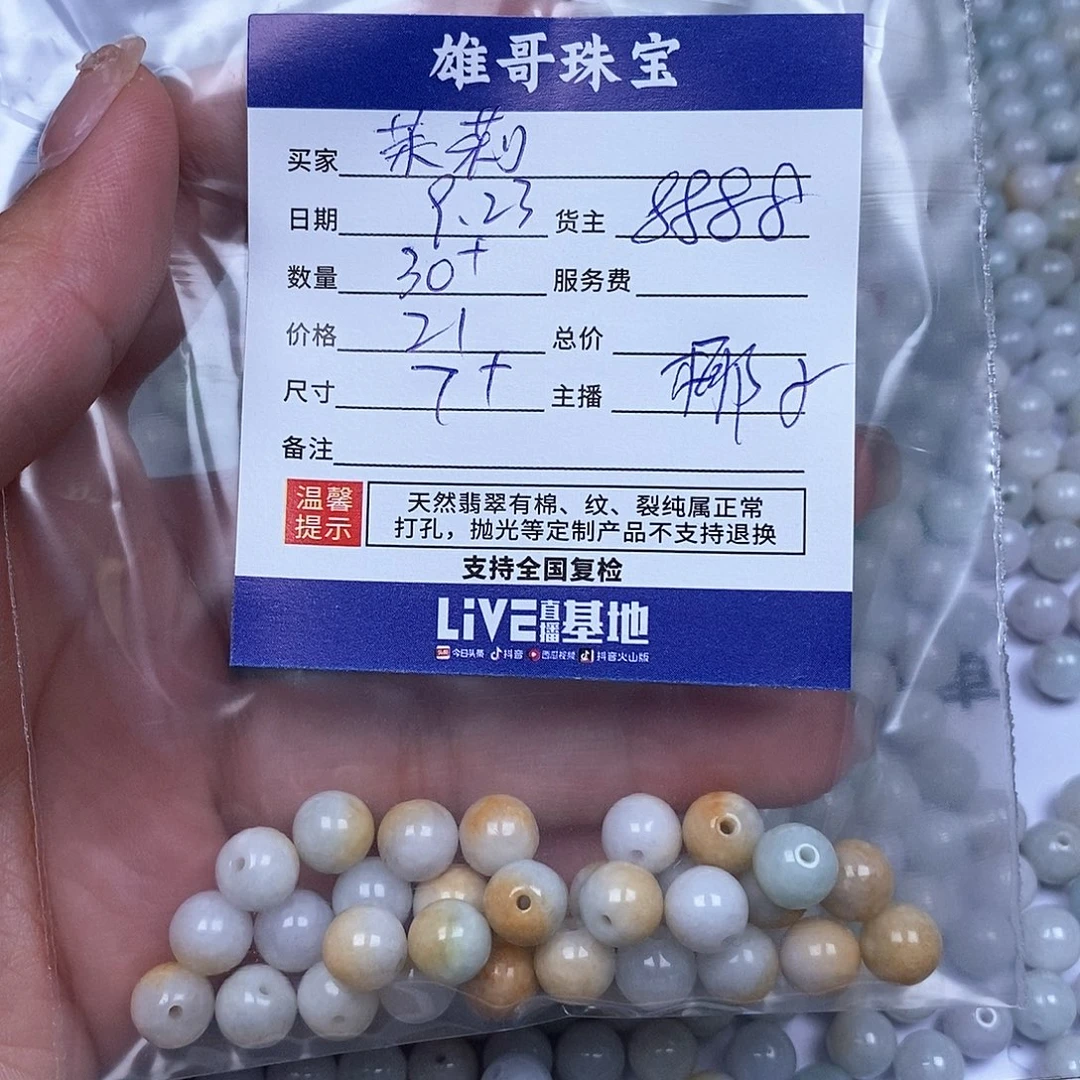 雄哥珠宝
买家 茉莉
日期 9.23 货主 8888
数量 30+ 服务费
价格 21 总价
尺寸 7+ 主播 椰子
备注
温馨提示
天然翡翠有棉、纹、裂纯属正常
打孔，抛光等定制产品不支持退换
支持全国复检
LiVE直播基地
头条 今日头条 抖音 西瓜视频 抖音火山版